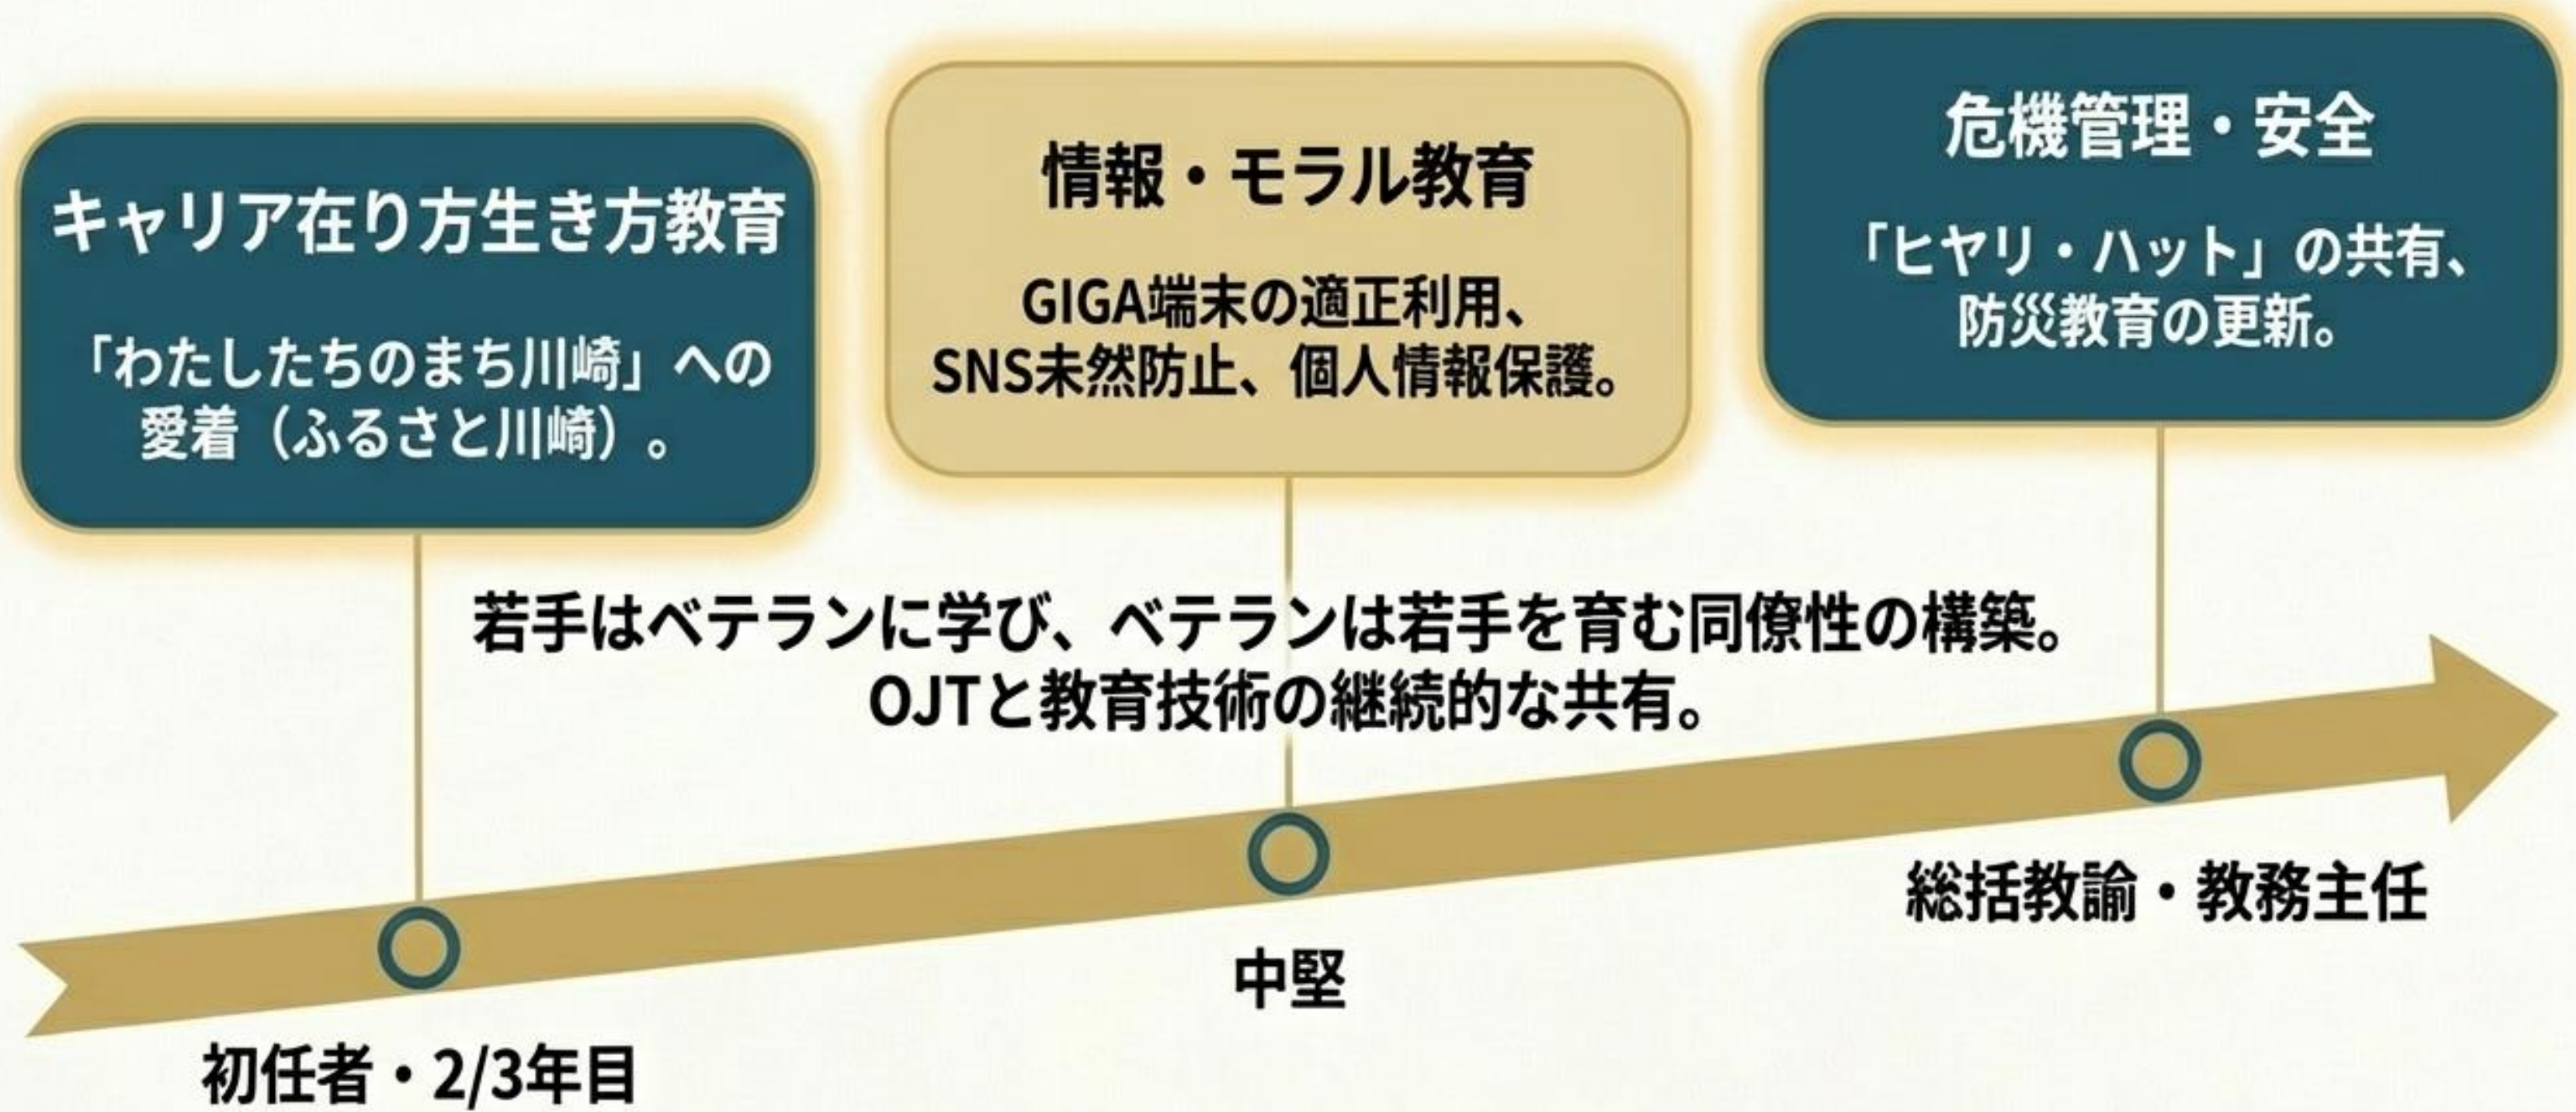 キャリア在り方生き方教育
「わたしたちのまち川崎」への
愛着（ふるさと川崎）。
情報・モラル教育
GIGA端末の適正利用、
SNS未然防止、個人情報保護。
危機管理・安全
「ヒヤリ・ハット」の共有、
防災教育の更新。
若手はベテランに学び、ベテランは若手を育む同僚性の構築。
OJTと教育技術の継続的な共有。
初任者・2/3年目
中堅
総括教諭・教務主任